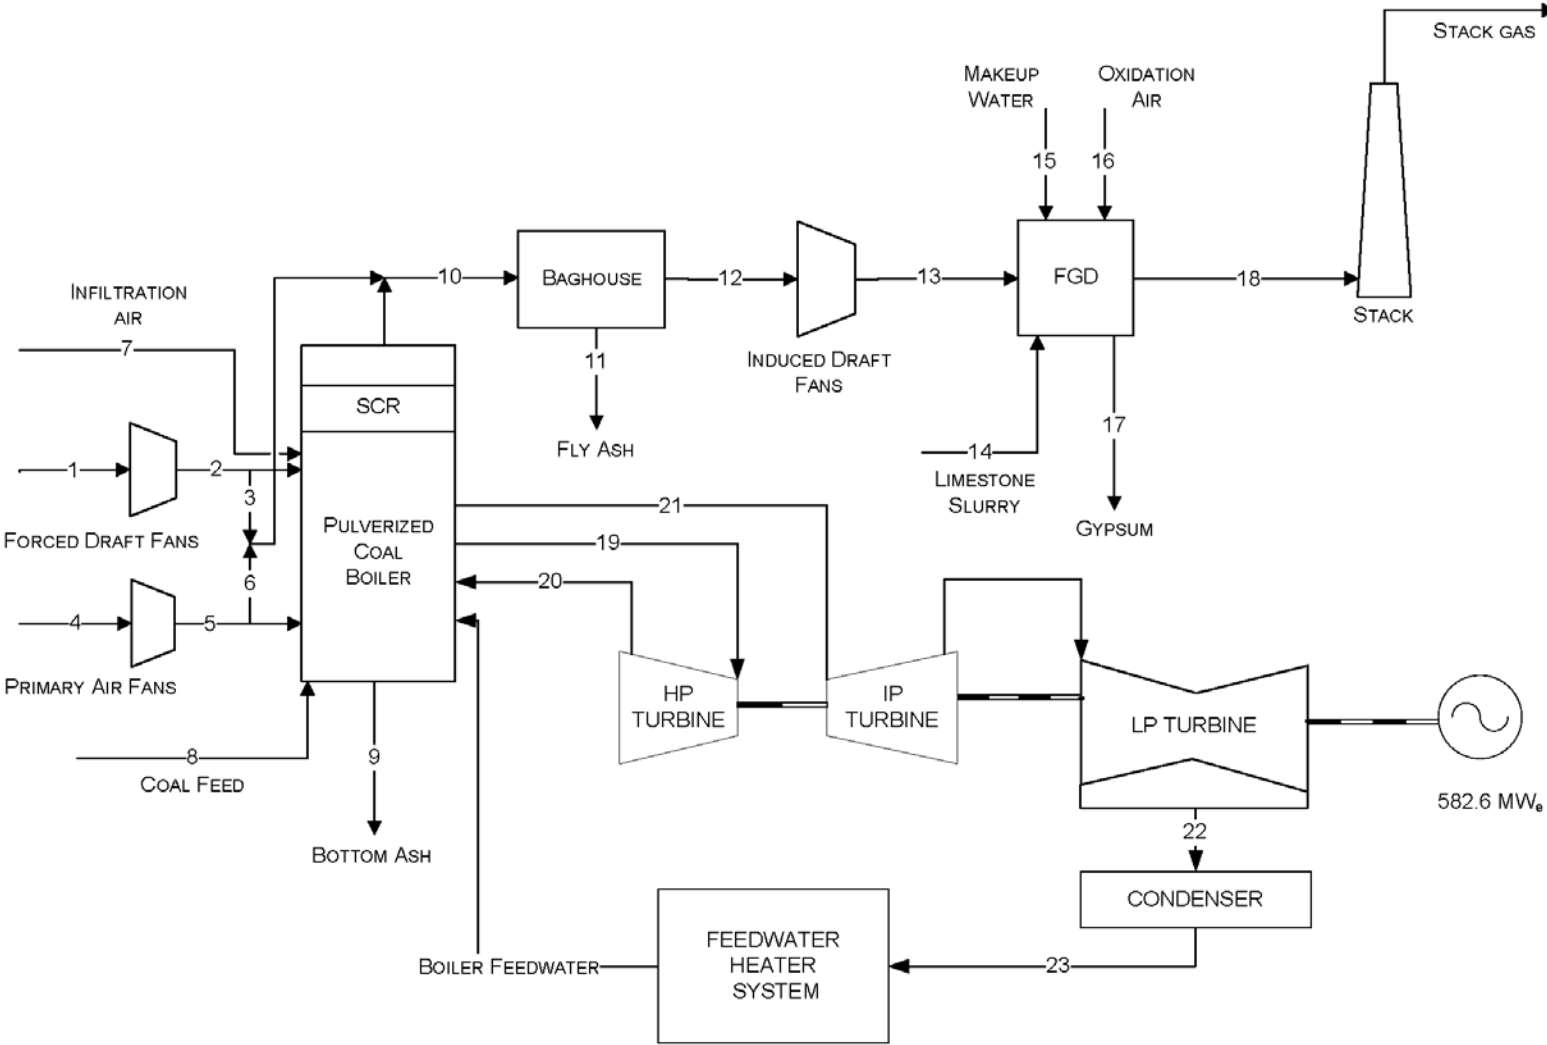 STACK GAS
MAKEUP
WATER
OXIDATION
AIR
15
16
INFILTRATION
AIR
7
10
BAGHOUSE
12
13
FGD
18
STACK
11
INDUCED DRAFT
FANS
FLY ASH
14
LIMESTONE
SLURRY
17
GYPSUM
SCR
1
2
3
FORCED DRAFT FANS
PULVERIZED
COAL
BOILER
21
19
20
6
4
5
PRIMARY AIR FANS
HP
TURBINE
IP
TURBINE
LP TURBINE
582.6 MWe
8
COAL FEED
9
BOTTOM ASH
22
CONDENSER
FEEDWATER
HEATER
SYSTEM
BOILER FEEDWATER
23